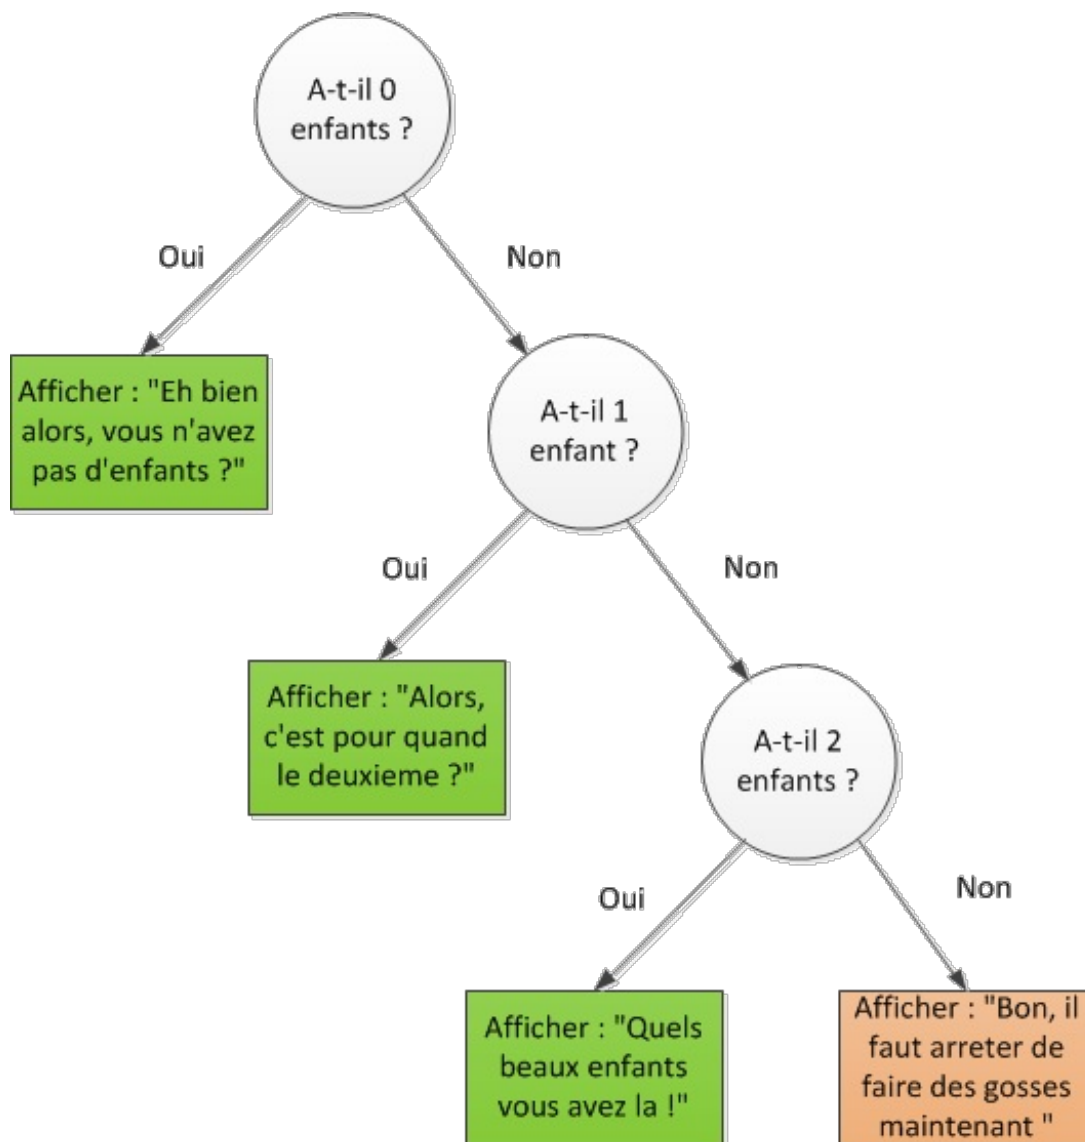 A-t-il 0
enfants ?
Oui
Non
Afficher : "Eh bien
alors, vous n'avez
pas d'enfants ?"
A-t-il 1
enfant ?
Oui
Non
Afficher : "Alors,
c'est pour quand
le deuxieme ?"
A-t-il 2
enfants ?
Oui
Non
Afficher : "Quels
beaux enfants
vous avez la !"
Afficher : "Bon, il
faut arreter de
faire des gosses
maintenant "